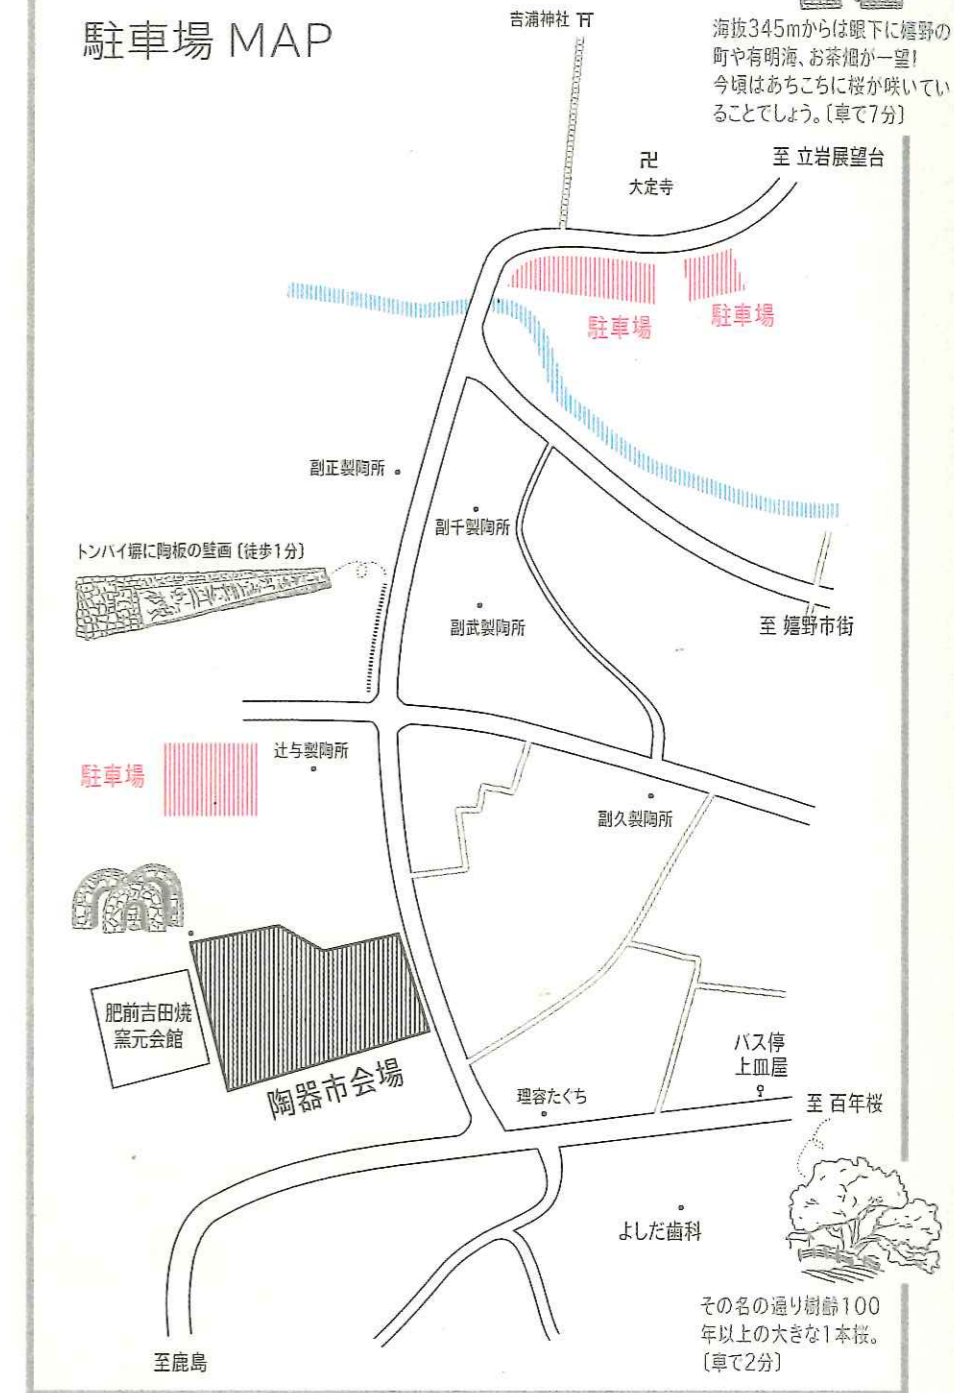 駐車場 MAP
吉浦神社
海抜345mからは眼下に嬉野の
町や有明海、お茶畑が一望!
今頃はあちこちに桜が咲いてい
ることでしょう。〔車で7分〕
至 立岩展望台
卍
大定寺
駐車場
駐車場
副正製陶所
副千製陶所
トンバイ塀に陶板の壁画〔徒歩1分〕
副武製陶所
至 嬉野市街
辻与製陶所
駐車場
副久製陶所
肥前吉田焼
窯元会館
陶器市会場
バス停
上皿屋
理容たぐち
至 百年桜
よしだ歯科
その名の通り樹齢100
年以上の大きな1本桜。
〔車で2分〕
至鹿島